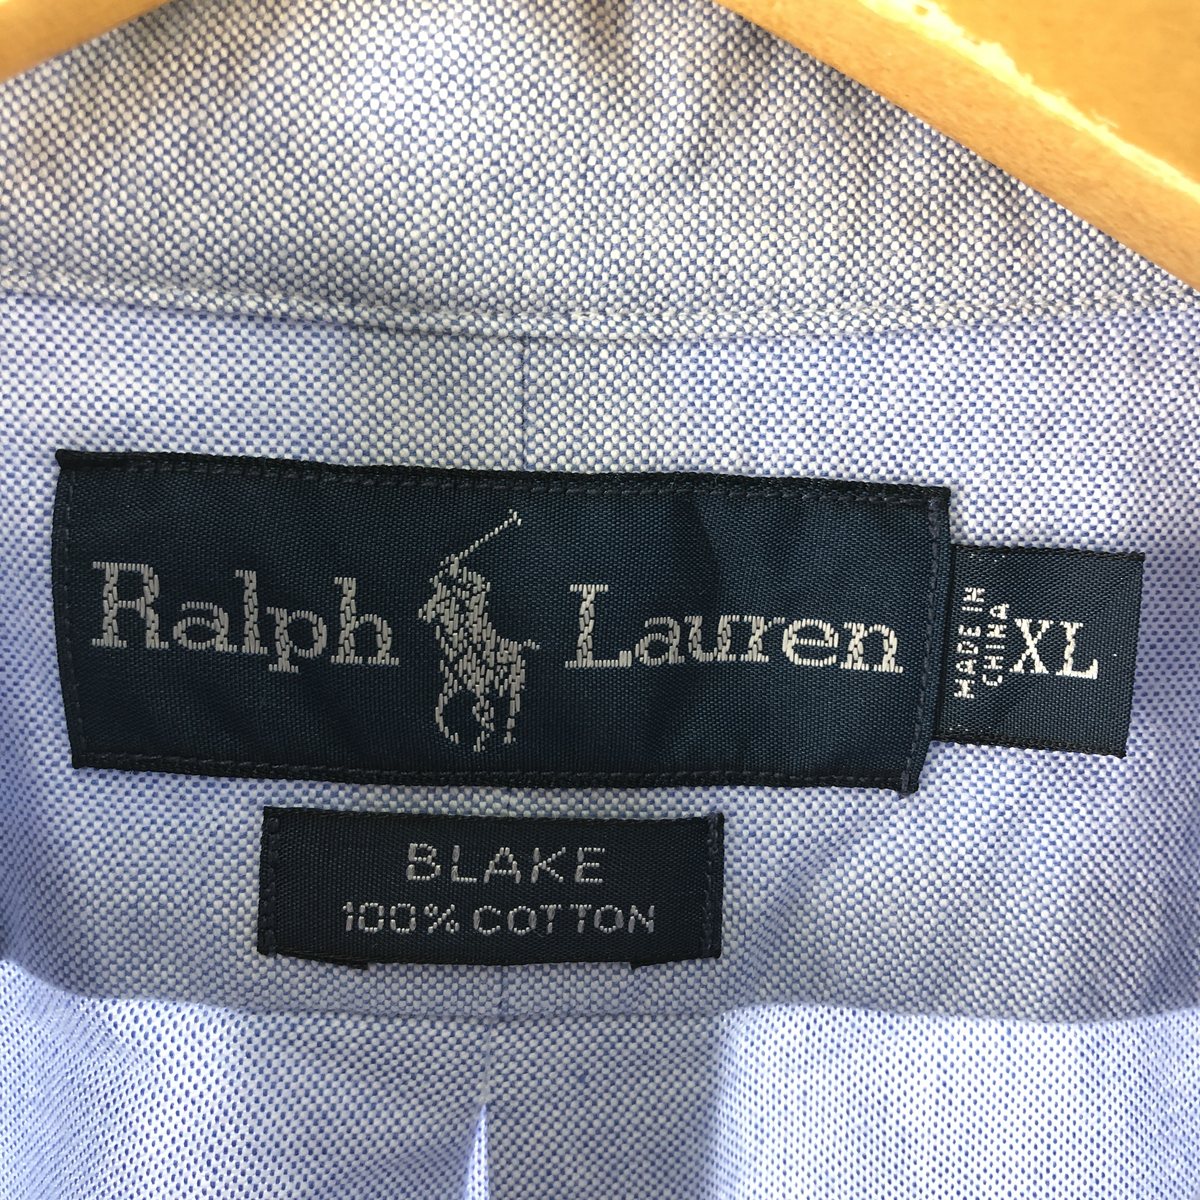 Ralph Lauren
MADE IN
CHINA
XL
BLAKE
100% COTTON